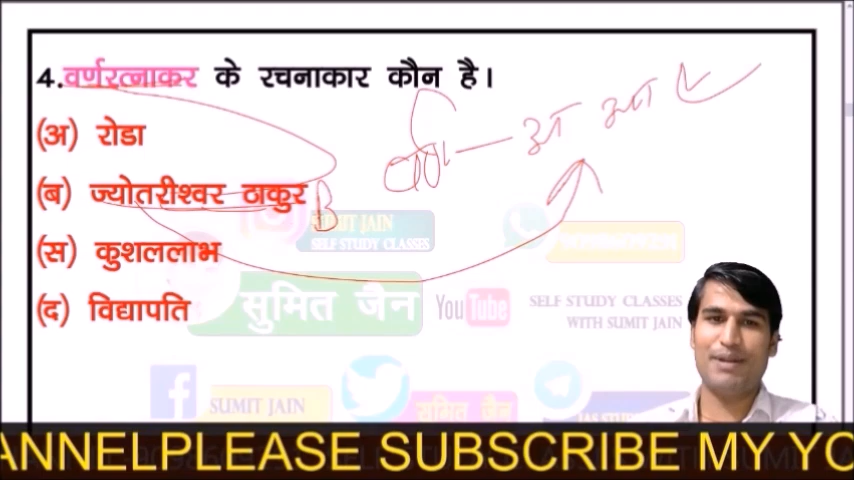 4.वर्णरत्नाकर के रचनाकार कौन है।
(अ) रोडा
(ब) ज्योतरीश्वर ठाकुर B
SUMIT JAIN
SELF STUDY CLASSES
(स) कुशललाभ
सुमित जैन YouTube SELF STUDY CLASSES
WITH SUMIT JAIN
(द) विद्यापति
SUMIT JAIN
सुमित जैन
ANNELPLEASE SUBSCRIBE MY YO